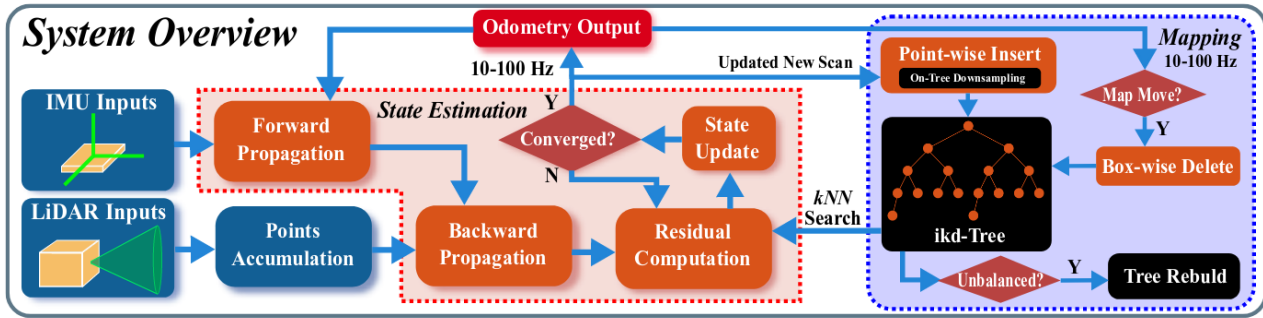 System Overview
Odometry Output
10-100 Hz
Updated New Scan
Mapping
10-100 Hz
Point-wise Insert
On-Tree Downsampling
Map Move?
Y
Box-wise Delete
IMU Inputs
State Estimation
Forward
Propagation
Y
Converged?
N
State
Update
LiDAR Inputs
Points
Accumulation
Backward
Propagation
Residual
Computation
kNN
Search
ikd-Tree
Unbalanced?
Y
Tree Rebuld